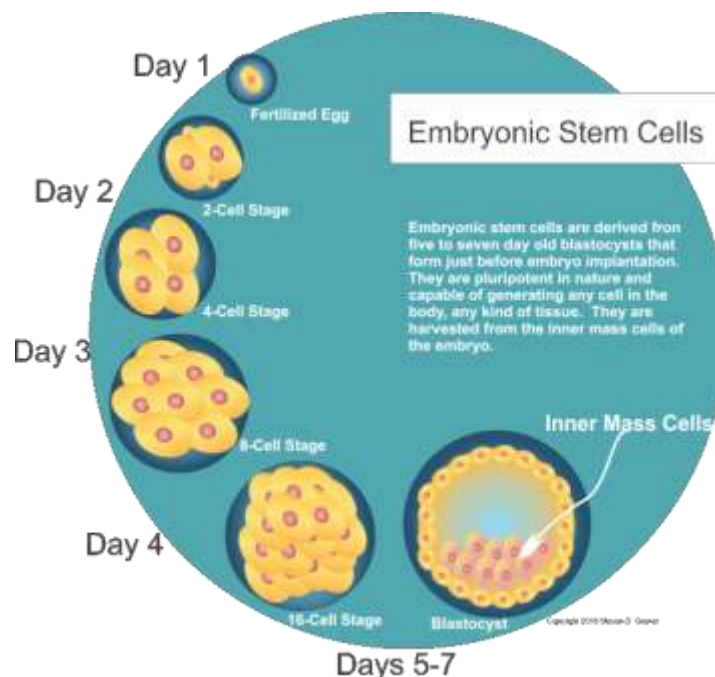 Day 1
Fertilized Egg
Embryonic Stem Cells
Day 2
2-Cell Stage
Embryonic stem cells are derived fron
five to seven day old blastocysts that
form just before embryo implantation.
They are pluripotent in nature and
capable of generating any cell in the
body, any kind of tissue.  They are
harvested from the inner mass cells of
the embryo.
4-Cell Stage
Day 3
8-Cell Stage
Inner Mass Cells
Day 4
16-Cell Stage
Blastocyst
Copyright 2018
Days 5-7